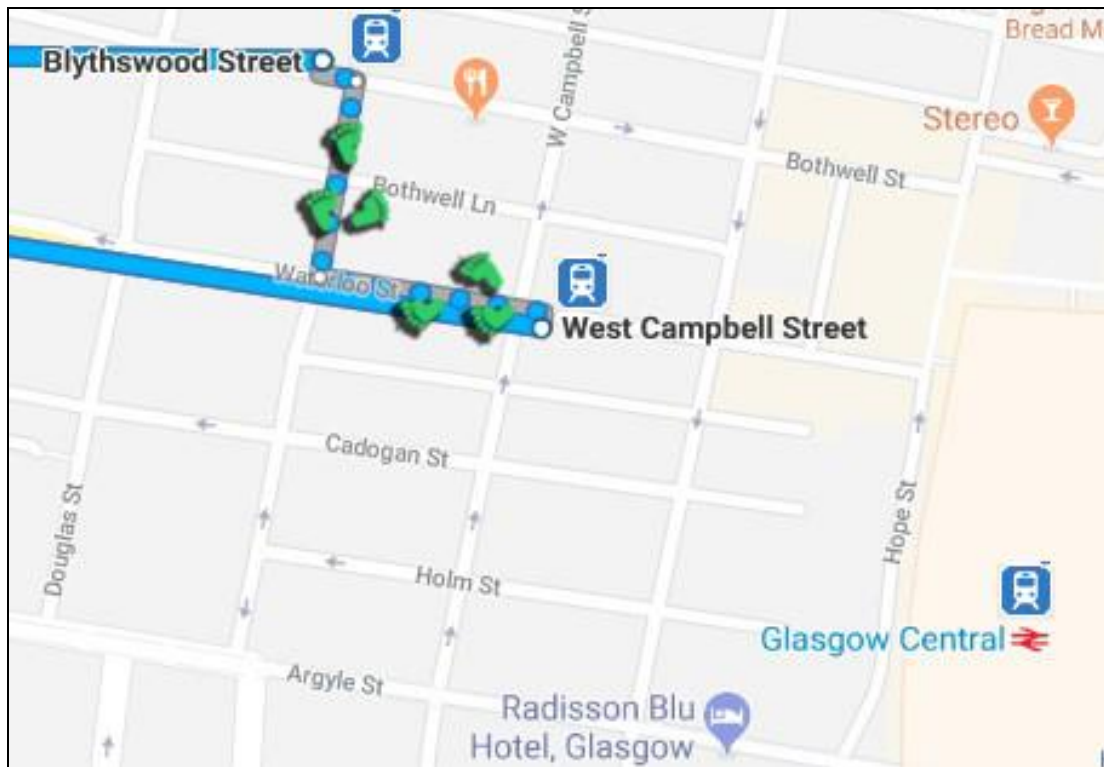 Bread M
Blythswood Street
W Campbell S
Stereo
Bothwell St
Bothwell Ln
Waterloo St
West Campbell Street
Cadogan St
Douglas St
Hope St
Holm St
Glasgow Central
Argyle St
Radisson Blu
Hotel, Glasgow